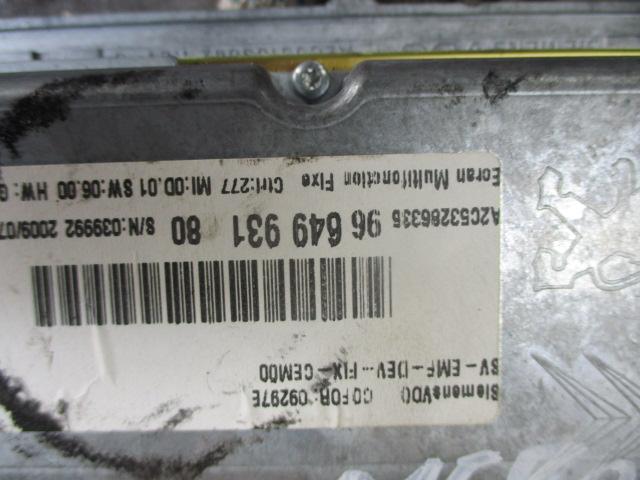 SiemensVDO COFOR : 09297E
SV - EMF - DEV -- FIX - CEM00
A2C53286335 96 649 931 80 S/N:039992 2009/07
Ecran Multifonction Fixe Ctrl:277 MI:0D.01 SW:06.00 HW: G